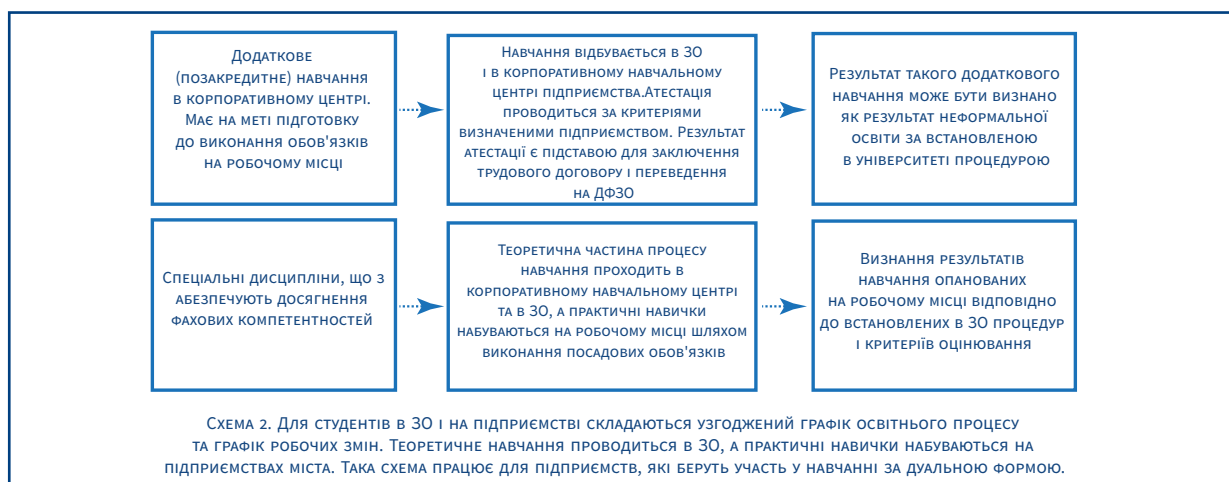 Додаткове
(позакредитне) навчання
в корпоративному центрі.
Має на меті підготовку
до виконання обов'язків
на робочому місці
Навчання відбувається в ЗО
і в корпоративному навчальному
центрі підприємства.Атестація
проводиться за критеріями
визначеними підприємством. Результат
атестації є підставою для заключення
трудового договору і переведення
на ДФЗО
Результат такого додаткового
навчання може бути визнано
як результат неформальної
освіти за встановленою
в університеті процедурою
Спеціальні дисципліни, що з
абезпечують досягнення
фахових компетентностей
Теоретична частина процесу
навчання проходить в
корпоративному навчальному центрі
та в ЗО, а практичні навички
набуваються на робочому місці шляхом
виконання посадових обов'язків
Визнання результатів
навчання опанованих
на робочому місці відповідно
до встановлених в ЗО процедур
і критеріїв оцінювання
Схема 2. Для студентів в ЗО і на підприємстві складаються узгоджений графік освітнього процесу
та графік робочих змін. Теоретичне навчання проводиться в ЗО, а практичні навички набуваються на
підприємствах міста. Така схема працює для підприємств, які беруть участь у навчанні за дуальною формою.